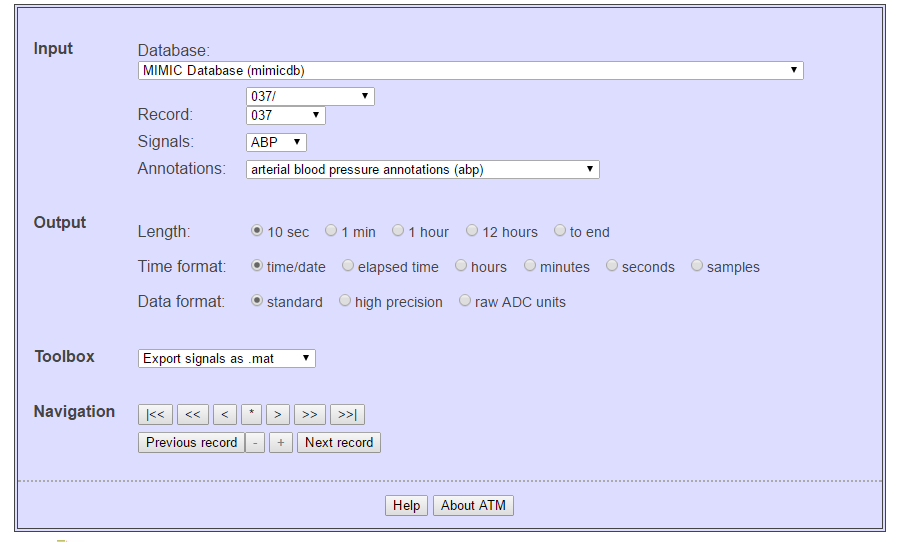 Input
Database:
MIMIC Database (mimicdb)
037/
Record:
037
Signals:
ABP
Annotations:
arterial blood pressure annotations (abp)
Output
Length:
10 sec 1 min 1 hour 12 hours to end
Time format:
time/date elapsed time hours minutes seconds samples
Data format:
standard high precision raw ADC units
Toolbox
Export signals as .mat
Navigation
|<< << < * > >> >>|
Previous record - + Next record
Help About ATM